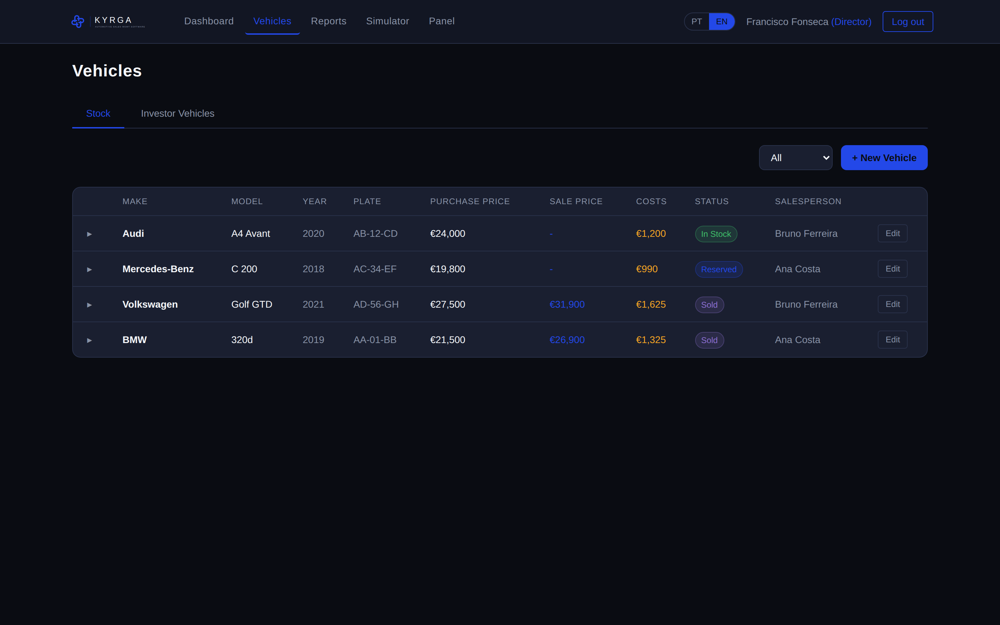 KYRGA
AUTOMOTIVE SALES MGMT SOFTWARE
Dashboard Vehicles Reports Simulator Panel
PT EN Francisco Fonseca (Director) Log out
Vehicles
Stock Investor Vehicles
All + New Vehicle
MAKE MODEL YEAR PLATE PURCHASE PRICE SALE PRICE COSTS STATUS SALESPERSON
▶ Audi A4 Avant 2020 AB-12-CD €24,000 - €1,200 In Stock Bruno Ferreira Edit
▶ Mercedes-Benz C 200 2018 AC-34-EF €19,800 - €990 Reserved Ana Costa Edit
▶ Volkswagen Golf GTD 2021 AD-56-GH €27,500 €31,900 €1,625 Sold Bruno Ferreira Edit
▶ BMW 320d 2019 AA-01-BB €21,500 €26,900 €1,325 Sold Ana Costa Edit